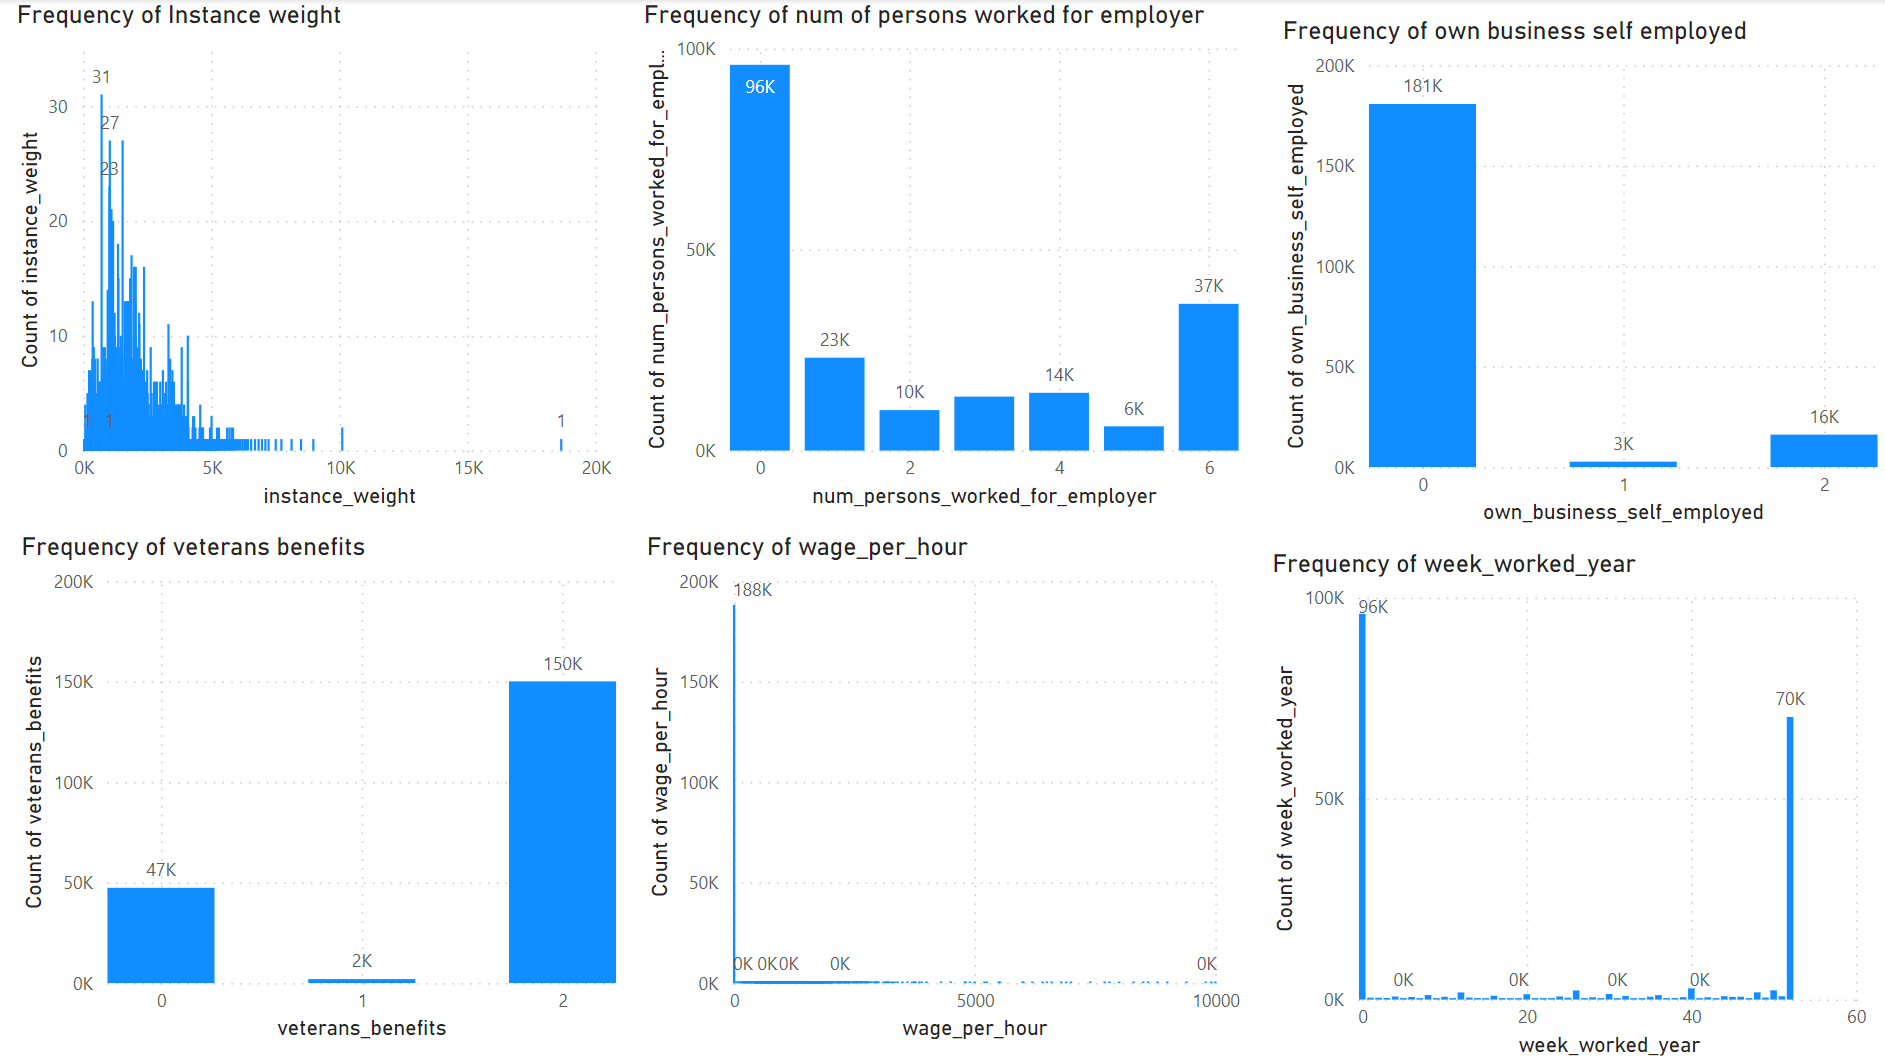 Frequency of Instance weight
Count of instance_weight
30
20
10
0
31
27
23
1
1
1
0K 5K 10K 15K 20K
instance_weight
Frequency of num of persons worked for employer
Count of num_persons_worked_for_empl...
100K
50K
0K
96K
23K
10K
14K
6K
37K
0 2 4 6
num_persons_worked_for_employer
Frequency of own business self employed
Count of own_business_self_employed
200K
150K
100K
50K
0K
181K
3K
16K
0 1 2
own_business_self_employed
Frequency of veterans benefits
Count of veterans_benefits
200K
150K
100K
50K
0K
47K
2K
150K
0 1 2
veterans_benefits
Frequency of wage_per_hour
Count of wage_per_hour
200K
150K
100K
50K
0K
188K
0K 0K 0K 0K 0K
0 5000 10000
wage_per_hour
Frequency of week_worked_year
Count of week_worked_year
100K
50K
0K
96K
0K 0K 0K 0K
70K
0 20 40 60
week_worked_year